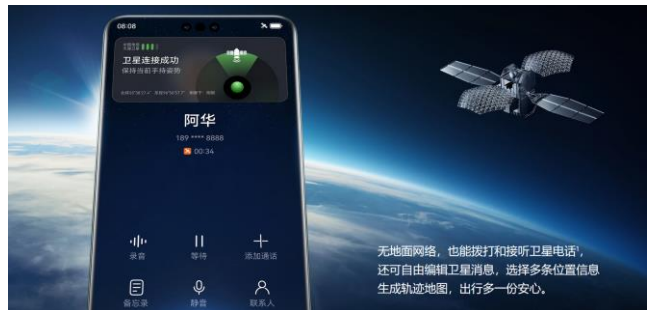 08:08
卫星连接成功
保持当前手持姿势
阿华
189 **** 8888
00:34
录音
等待
添加通话
备忘录
静音
联系人
无地面网络，也能拨打和接听卫星电话¹，
还可自由编辑卫星消息，选择多条位置信息
生成轨迹地图，出行多一份安心。